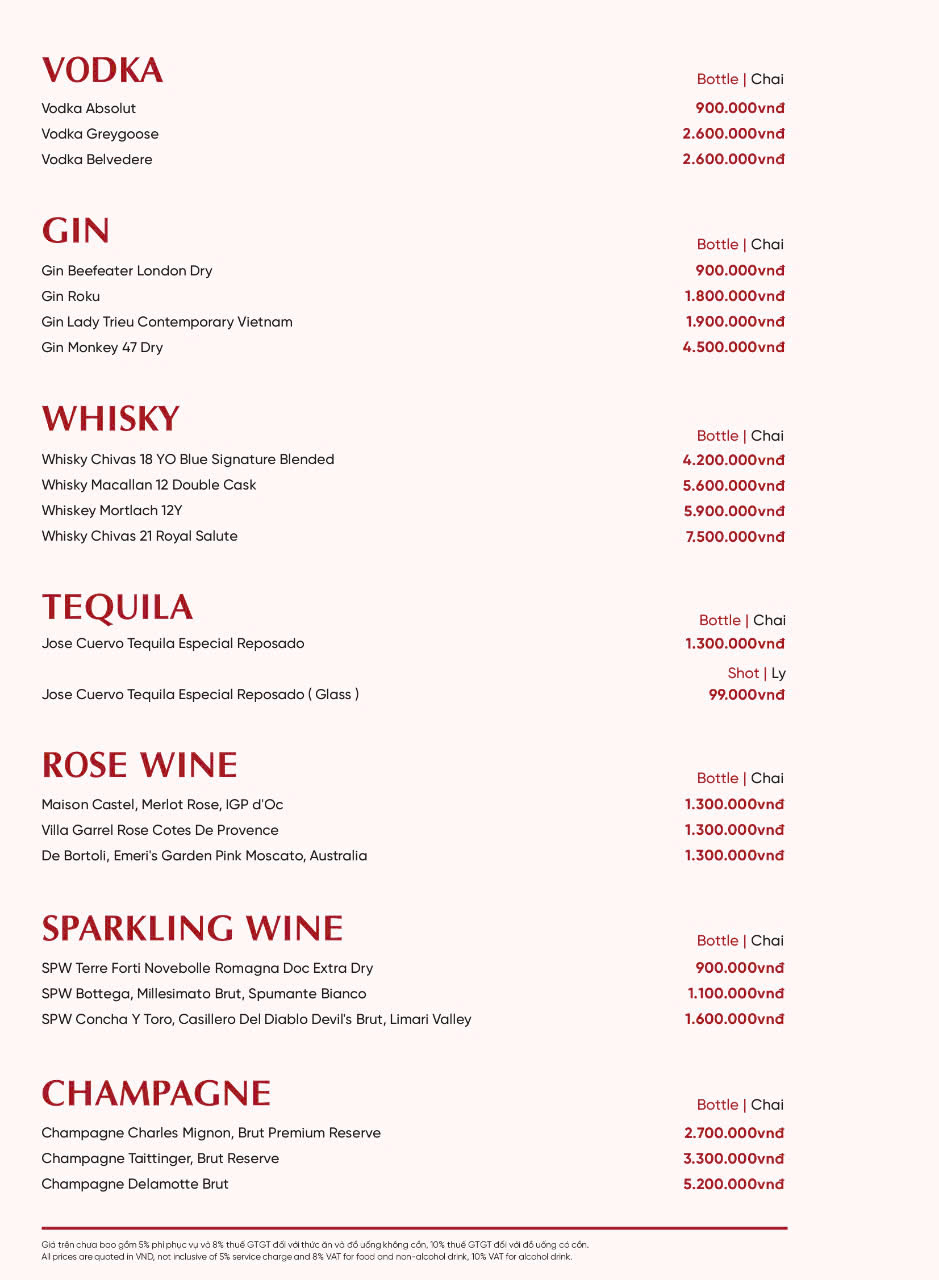 VODKA
Bottle | Chai
Vodka Absolut 900.000vnđ
Vodka Greygoose 2.600.000vnđ
Vodka Belvedere 2.600.000vnđ
GIN
Bottle | Chai
Gin Beefeater London Dry 900.000vnđ
Gin Roku 1.800.000vnđ
Gin Lady Trieu Contemporary Vietnam 1.900.000vnđ
Gin Monkey 47 Dry 4.500.000vnđ
WHISKY
Bottle | Chai
Whisky Chivas 18 YO Blue Signature Blended 4.200.000vnđ
Whisky Macallan 12 Double Cask 5.600.000vnđ
Whiskey Mortlach 12Y 5.900.000vnđ
Whisky Chivas 21 Royal Salute 7.500.000vnđ
TEQUILA
Bottle | Chai
Jose Cuervo Tequila Especial Reposado 1.300.000vnđ
Shot | Ly
Jose Cuervo Tequila Especial Reposado ( Glass ) 99.000vnđ
ROSE WINE
Bottle | Chai
Maison Castel, Merlot Rose, IGP d'Oc 1.300.000vnđ
Villa Garrel Rose Cotes De Provence 1.300.000vnđ
De Bortoli, Emeri's Garden Pink Moscato, Australia 1.300.000vnđ
SPARKLING WINE
Bottle | Chai
SPW Terre Forti Novebolle Romagna Doc Extra Dry 900.000vnđ
SPW Bottega, Millesimato Brut, Spumante Bianco 1.100.000vnđ
SPW Concha Y Toro, Casillero Del Diablo Devil's Brut, Limari Valley 1.600.000vnđ
CHAMPAGNE
Bottle | Chai
Champagne Charles Mignon, Brut Premium Reserve 2.700.000vnđ
Champagne Taittinger, Brut Reserve 3.300.000vnđ
Champagne Delamotte Brut 5.200.000vnđ
Giá trên chưa bao gồm 5% phí phục vụ và 8% thuế GTGT đối với thức ăn và đồ uống không cồn, 10% thuế GTGT đối với đồ uống có cồn.
All prices are quoted in VND, not inclusive of 5% service charge and 8% VAT for food and non-alcohol drink, 10% VAT for alcohol drink.